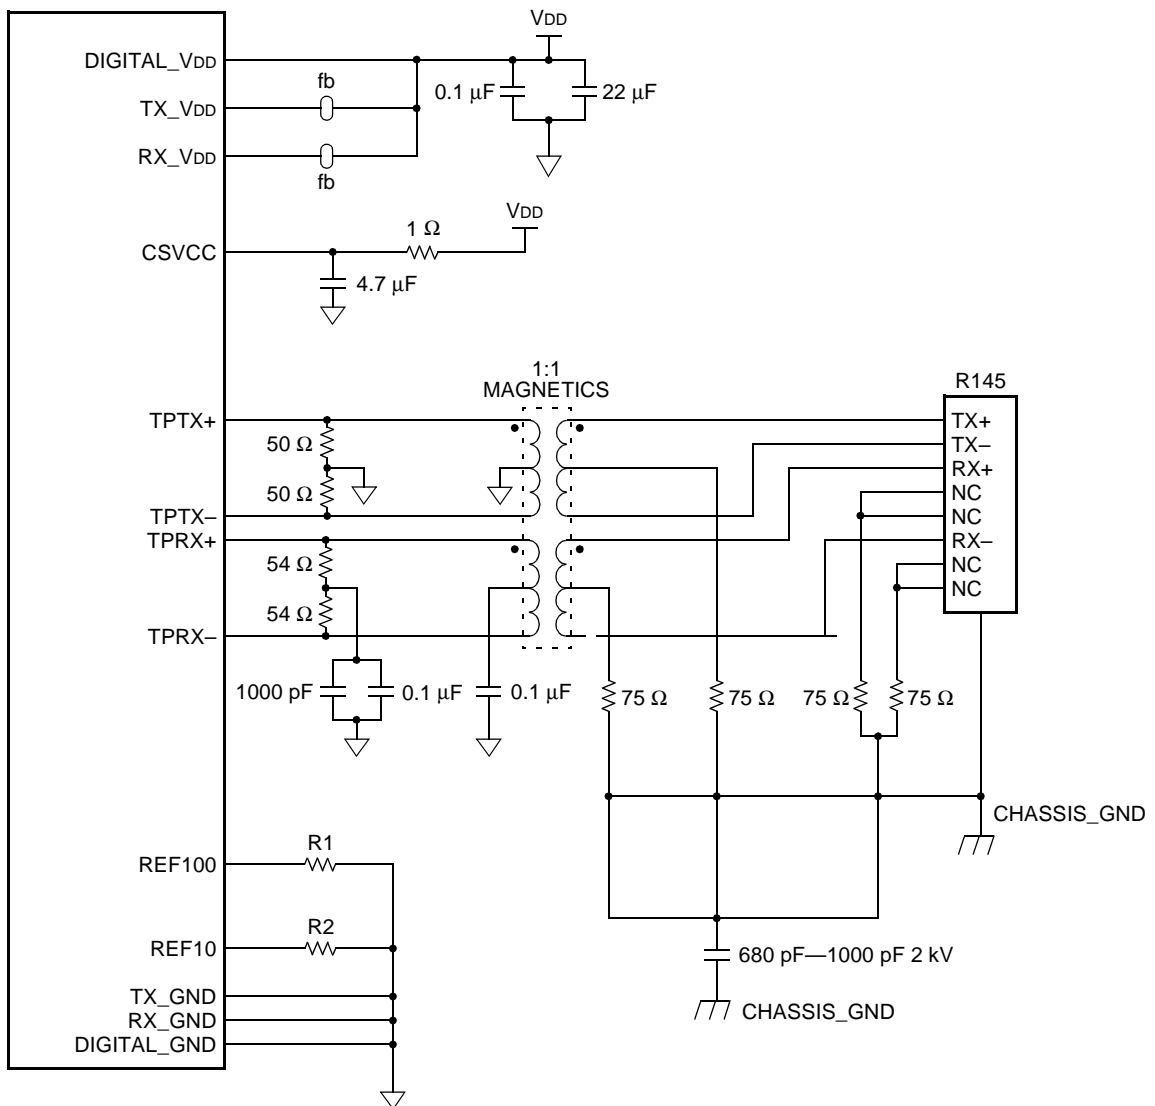 VDD
DIGITAL_VDD
fb
0.1 μF
22 μF
TX_VDD
RX_VDD
fb
VDD
1 Ω
CSVCC
4.7 μF
1:1
MAGNETICS
R145
TPTX+
TX+
50 Ω
TX–
RX+
50 Ω
NC
TPTX–
NC
TPRX+
RX–
54 Ω
NC
NC
54 Ω
TPRX–
1000 pF
0.1 μF
0.1 μF
75 Ω
75 Ω
75 Ω
75 Ω
CHASSIS_GND
R1
REF100
R2
REF10
680 pF—1000 pF 2 kV
TX_GND
CHASSIS_GND
RX_GND
DIGITAL_GND